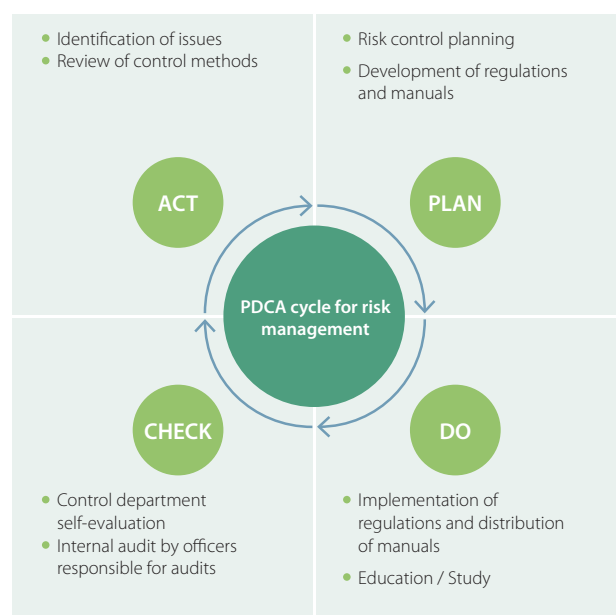 • Identification of issues
• Review of control methods
• Risk control planning
• Development of regulations
and manuals
ACT
PLAN
PDCA cycle for risk
management
CHECK
DO
• Control department
self-evaluation
• Internal audit by officers
responsible for audits
• Implementation of
regulations and distribution
of manuals
• Education / Study